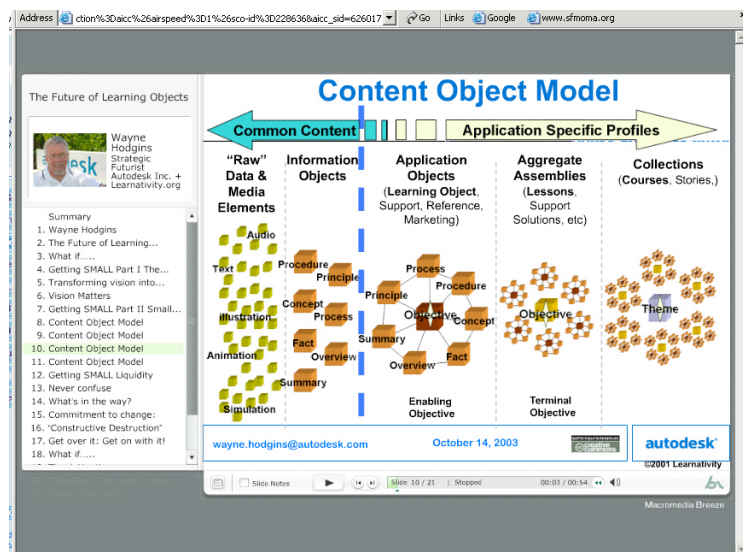 Address ction%3Daicc%26airspeed%3D1%26sco-id%3D228636&aicc_sid=626017 Go Links Google www.sfmoma.org
The Future of Learning Objects
Wayne
Hodgins
Strategic
Futurist
Autodesk Inc. +
Learnativity.org
desk
Summary
1. Wayne Hodgins
2. The Future of Learning...
3. What if.....
4. Getting SMALL Part I The...
5. Transforming vision into...
6. Vision Matters
7. Getting SMALL Part II Small...
8. Content Object Model
9. Content Object Model
10. Content Object Model
11. Content Object Model
12. Getting SMALL Liquidity
13. Never confuse
14. What's in the way?
15. Commitment to change:
16. "Constructive Destruction"
17. Get over it: Get on with it!
18. What if.....
Content Object Model
Common Content
Application Specific Profiles
"Raw"
Data &
Media
Elements
Information
Objects
Application
Objects
(Learning Object,
Support, Reference,
Marketing)
Aggregate
Assemblies
(Lessons,
Support
Solutions, etc)
Collections
(Courses, Stories,)
Audio
Text
illustration
Animation
Simulation
Procedure
Principle
Concept
Process
Fact
Overview
Summary
Process
Procedure
Principle
Objective
Concept
Summary
Fact
Overview
Objective
Theme
Enabling
Objective
Terminal
Objective
wayne.hodgins@autodesk.com
October 14, 2003
creative
commons
autodesk
©2001 Learnativity
Slide Notes
Slide 10 / 21
Stopped
00:03 / 00:54
Macromedia Breeze